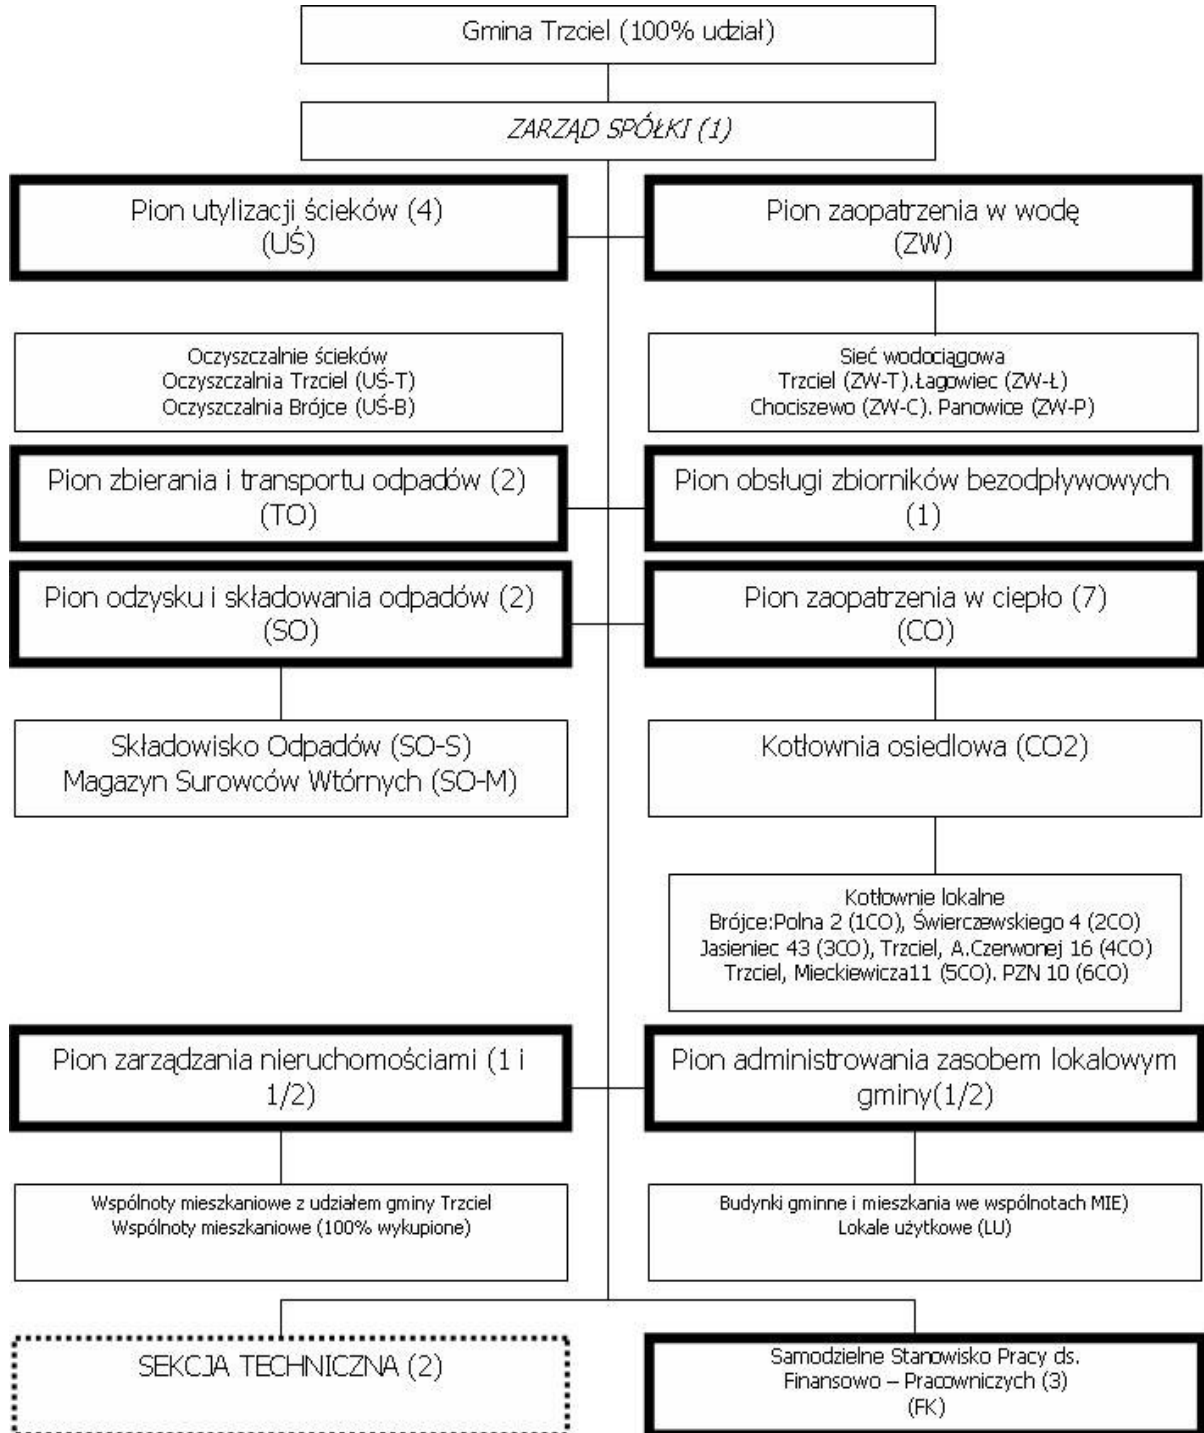 Gmina Trzciel (100% udział)
ZARZĄD SPÓŁKI (1)
Pion utylizacji ścieków (4)
(UŚ)
Pion zaopatrzenia w wodę
(ZW)
Oczyszczalnie ścieków
Oczyszczalnia Trzciel (UŚ-T)
Oczyszczalnia Brójce (UŚ-B)
Sieć wodociągowa
Trzciel (ZW-T).Łagowiec (ZW-Ł)
Chociszewo (ZW-C). Panowice (ZW-P)
Pion zbierania i transportu odpadów (2)
(TO)
Pion obsługi zbiorników bezodpływowych
(1)
Pion odzysku i składowania odpadów (2)
(SO)
Pion zaopatrzenia w ciepło (7)
(CO)
Składowisko Odpadów (SO-S)
Magazyn Surowców Wtórnych (SO-M)
Kotłownia osiedlowa (CO2)
Kotłownie lokalne
Brójce:Polna 2 (1CO), Świerczewskiego 4 (2CO)
Jasieniec 43 (3CO), Trzciel, A.Czerwonej 16 (4CO)
Trzciel, Mieckiewicza11 (5CO). PZN 10 (6CO)
Pion zarządzania nieruchomościami (1 i
1/2)
Pion administrowania zasobem lokalowym
gminy(1/2)
Wspólnoty mieszkaniowe z udziałem gminy Trzciel
Wspólnoty mieszkaniowe (100% wykupione)
Budynki gminne i mieszkania we wspólnotach MIE)
Lokale użytkowe (LU)
SEKCJA TECHNICZNA (2)
Samodzielne Stanowisko Pracy ds.
Finansowo – Pracowniczych (3)
(FK)